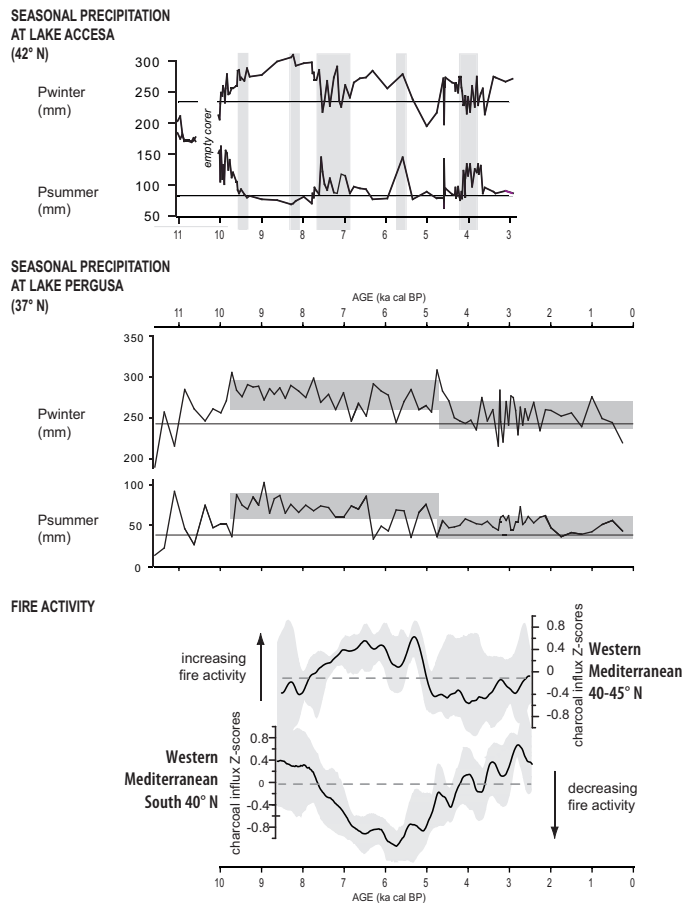 SEASONAL PRECIPITATION
AT LAKE ACCESA
(42° N)
Pwinter
(mm)
300
250
200
150
100
50
Psummer
(mm)
empty corer
11 10 9 8 7 6 5 4 3
SEASONAL PRECIPITATION
AT LAKE PERGUSA
(37° N)
AGE (ka cal BP)
11 10 9 8 7 6 5 4 3 2 1 0
350
300
250
200
Pwinter
(mm)
100
50
0
Psummer
(mm)
FIRE ACTIVITY
increasing
fire activity
0.8
0.4
0
-0.4
-0.8
charcoal influx Z-scores
Western
Mediterranean
40-45° N
Western
Mediterranean
South 40° N
charcoal influx Z-scores
0.8
0.4
0
-0.4
-0.8
decreasing
fire activity
10 9 8 7 6 5 4 3 2 1 0
AGE (ka cal BP)